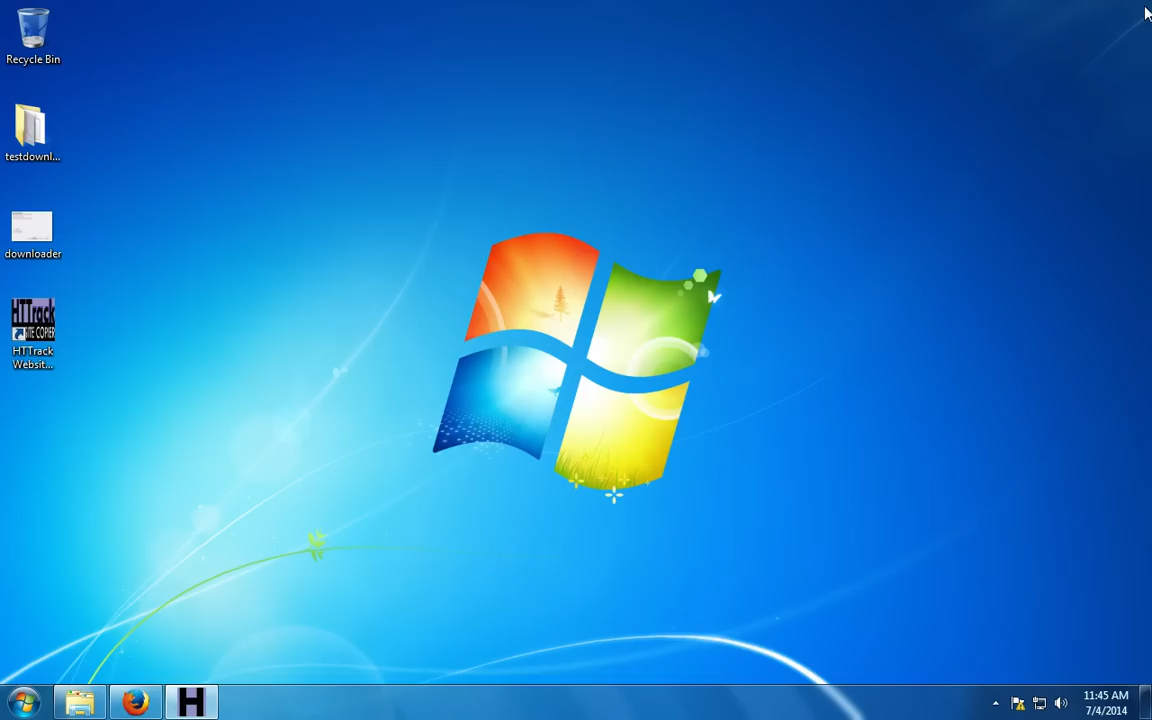 Recycle Bin
testdownl...
downloader
HTTrack
SITE COPIER
HTTrack
Websit...
H
11:45 AM
7/4/2014